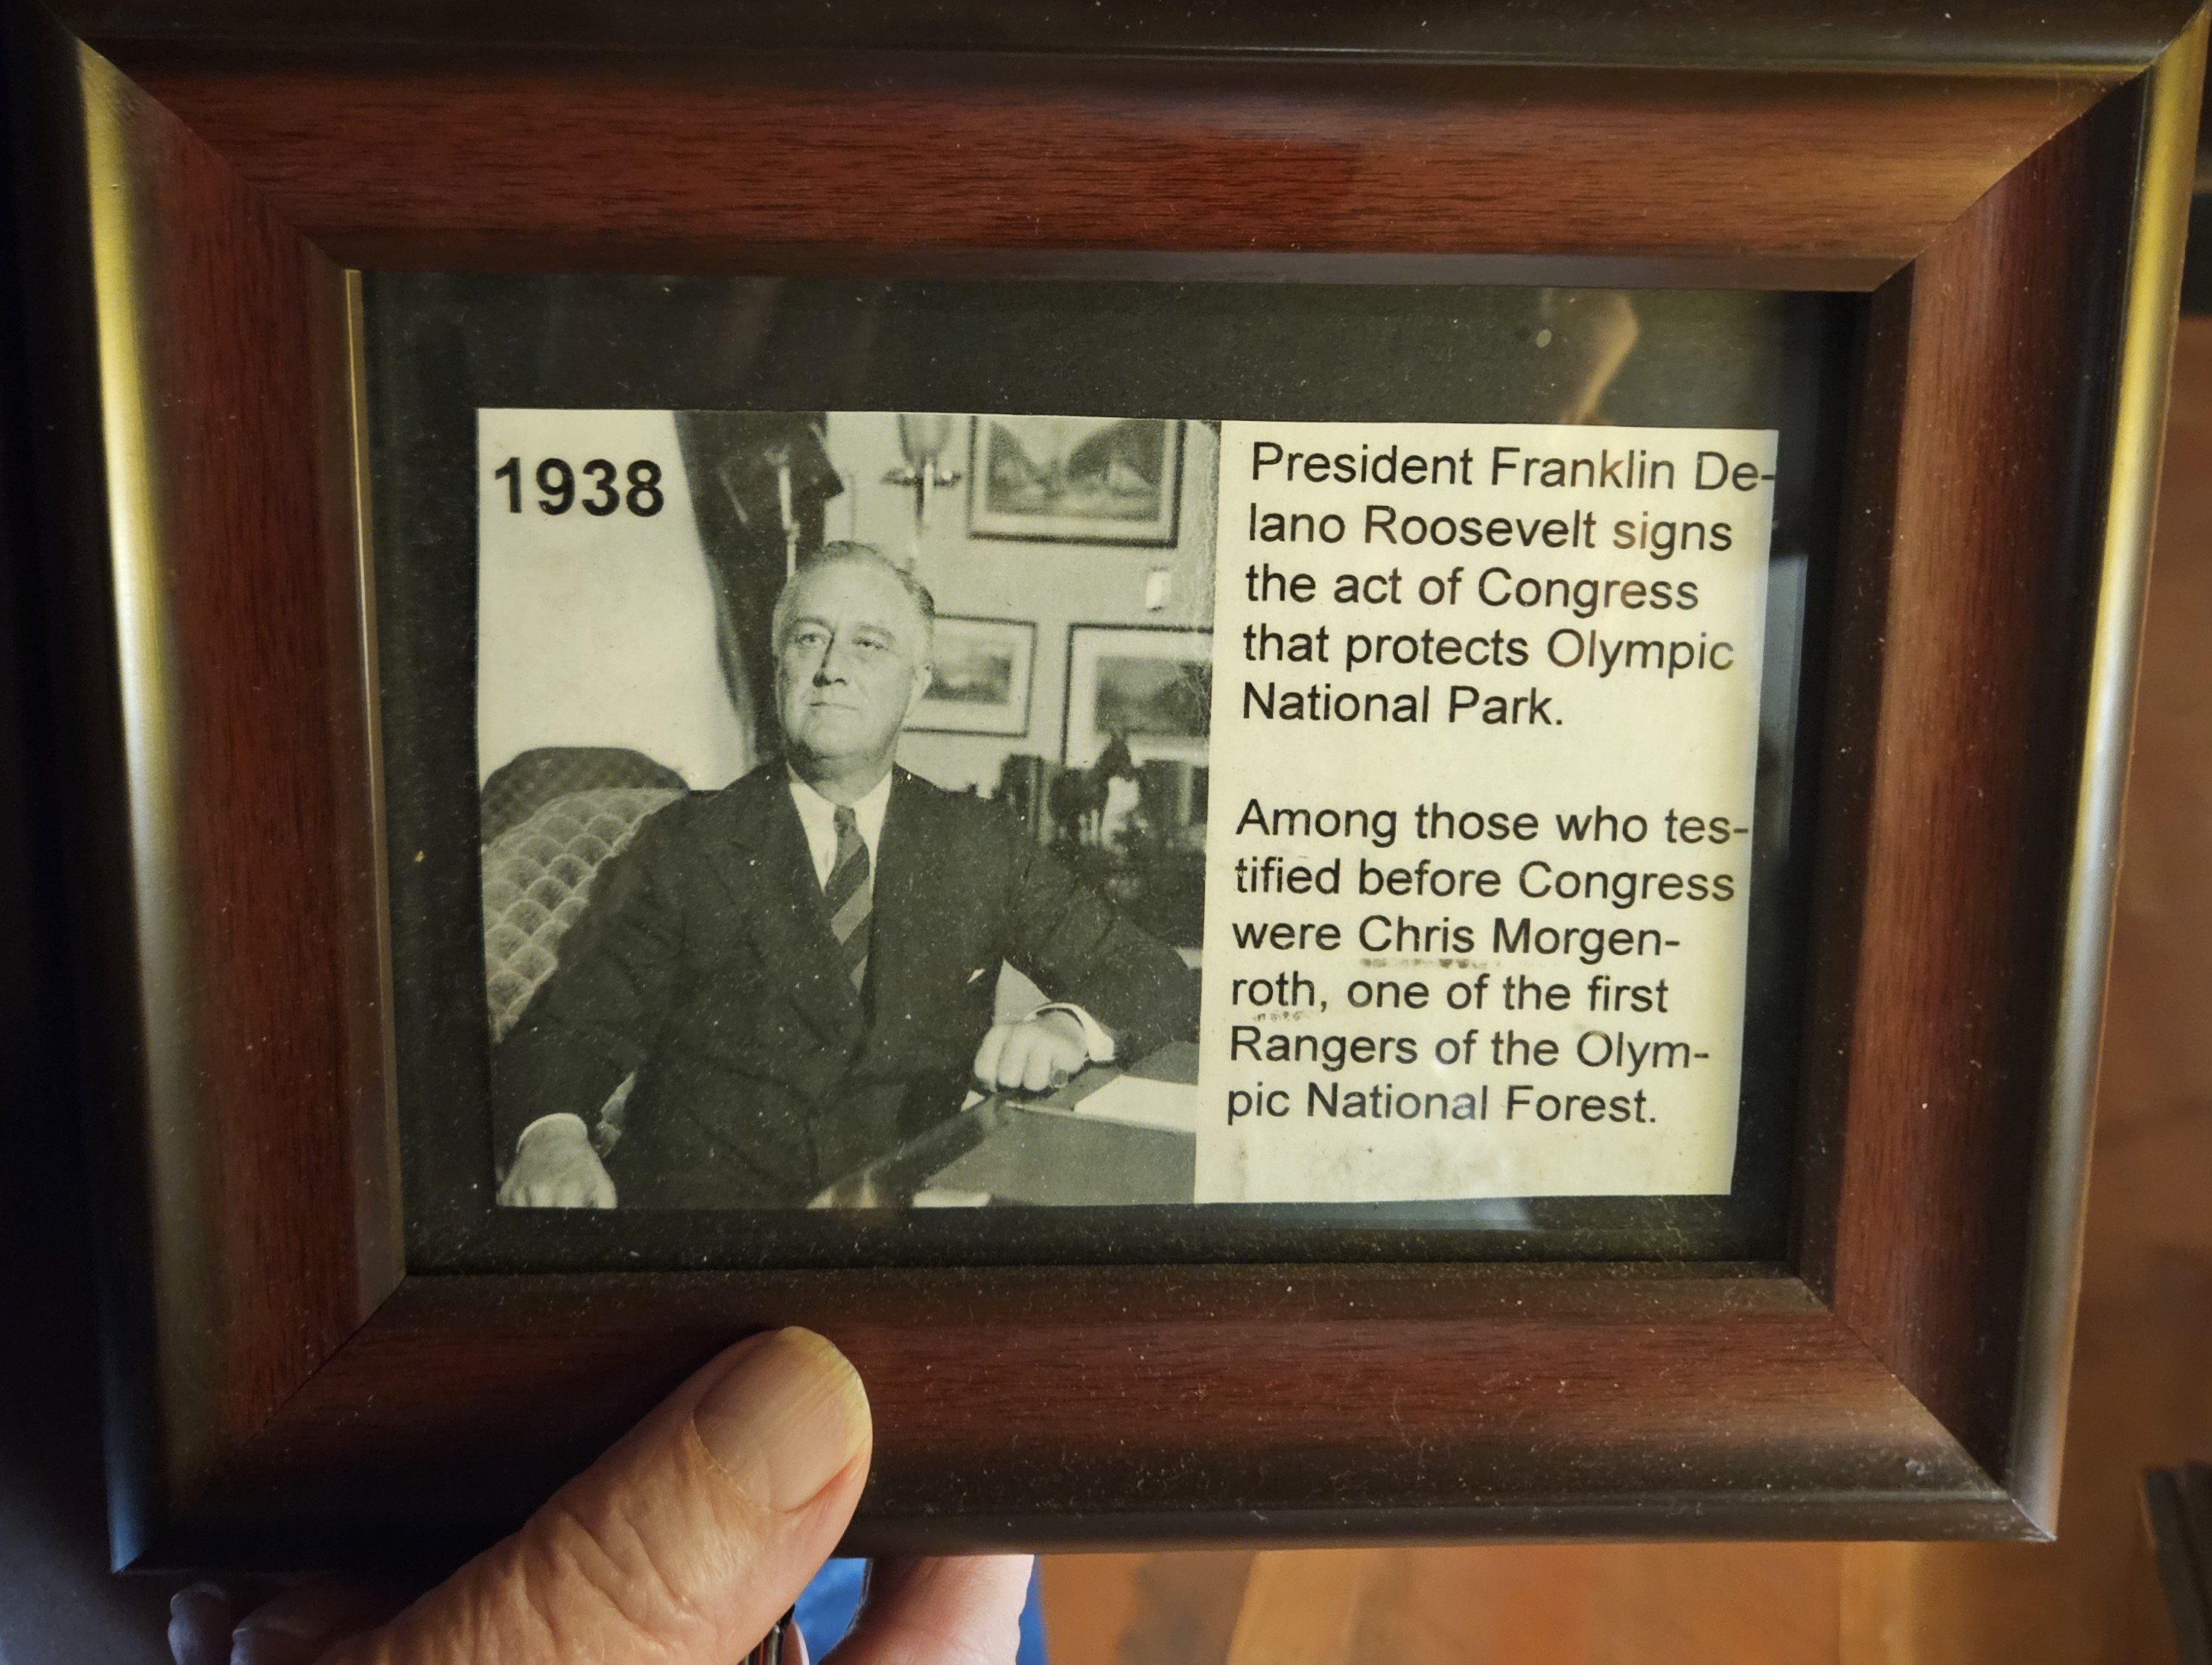 1938
President Franklin De-
lano Roosevelt signs
the act of Congress
that protects Olympic
National Park.
Among those who tes-
tified before Congress
were Chris Morgen-
roth, one of the first
Rangers of the Olym-
pic National Forest.